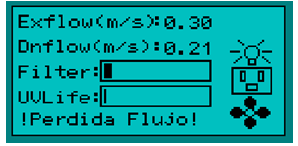 Exflow(m/s):0.30
Dnflow(m/s):0.21
Filter:
UVLife:
!Perdida Flujo!